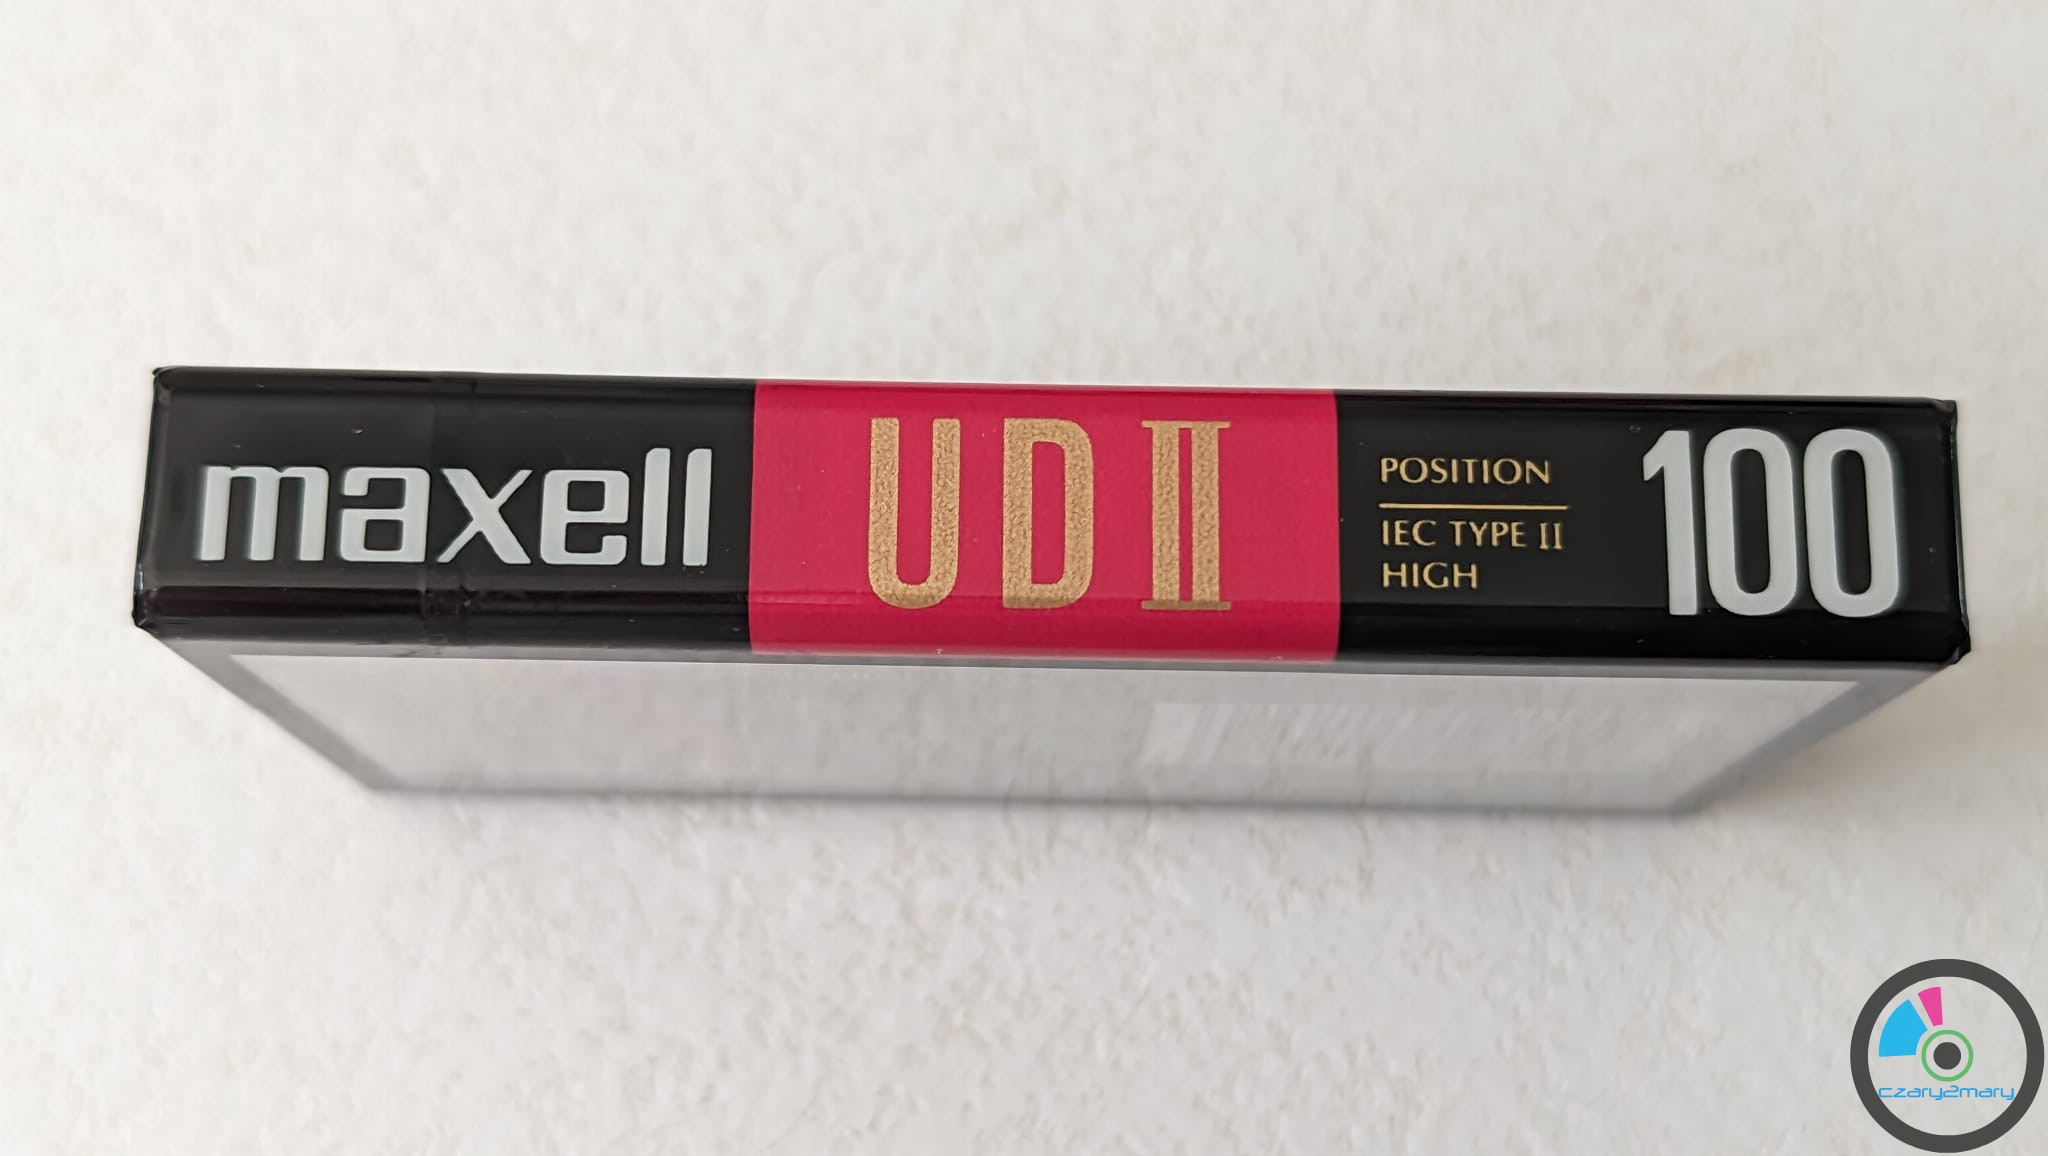 maxell
UD II
POSITION
IEC TYPE II
HIGH
100
czary2mary